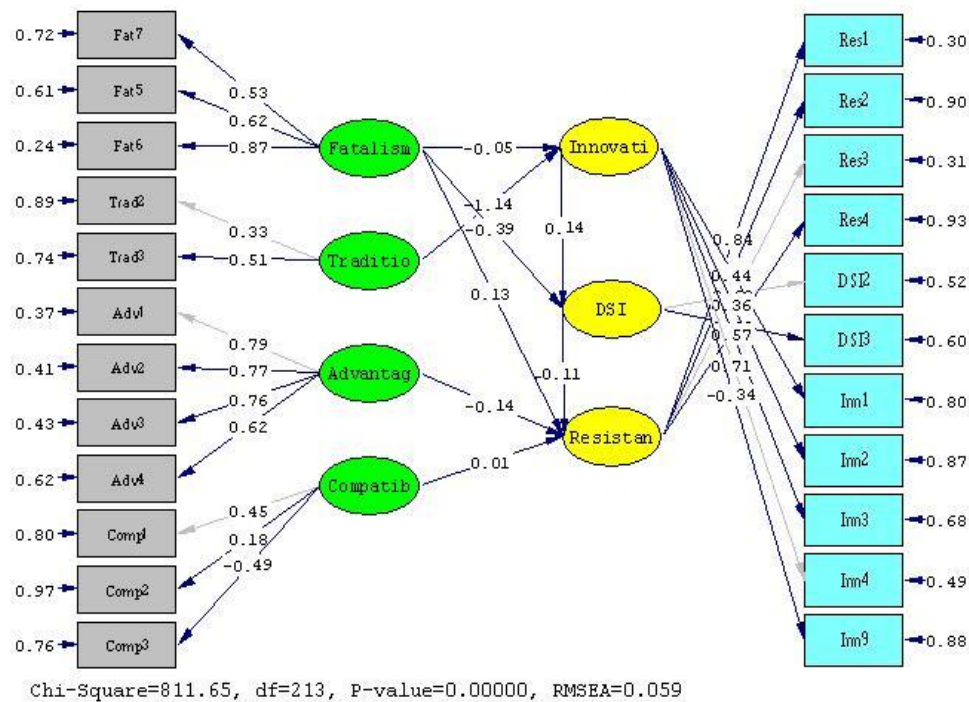 0.72 Fat7
0.61 Fat5
0.24 Fat6
0.89 Trad2
0.74 Trad3
0.37 Adv1
0.41 Adv2
0.43 Adv3
0.62 Adv4
0.80 Comp1
0.97 Comp2
0.76 Comp3
0.53
0.62
0.87
0.33
0.51
0.79
0.77
0.76
0.62
0.45
0.18
-0.49
Fatalism
Traditio
Advantag
Compatib
-0.05
-1.14
-0.39
0.14
0.13
-0.11
-0.14
0.01
Innovati
DSI
Resistan
0.84
0.44
.36
0.57
0.71
-0.34
Res1 0.30
Res2 0.90
Res3 0.31
Res4 0.93
DSI2 0.52
DSI3 0.60
Inn1 0.80
Inn2 0.87
Inn3 0.68
Inn4 0.49
Inn9 0.88
Chi-Square=811.65, df=213, P-value=0.00000, RMSEA=0.059